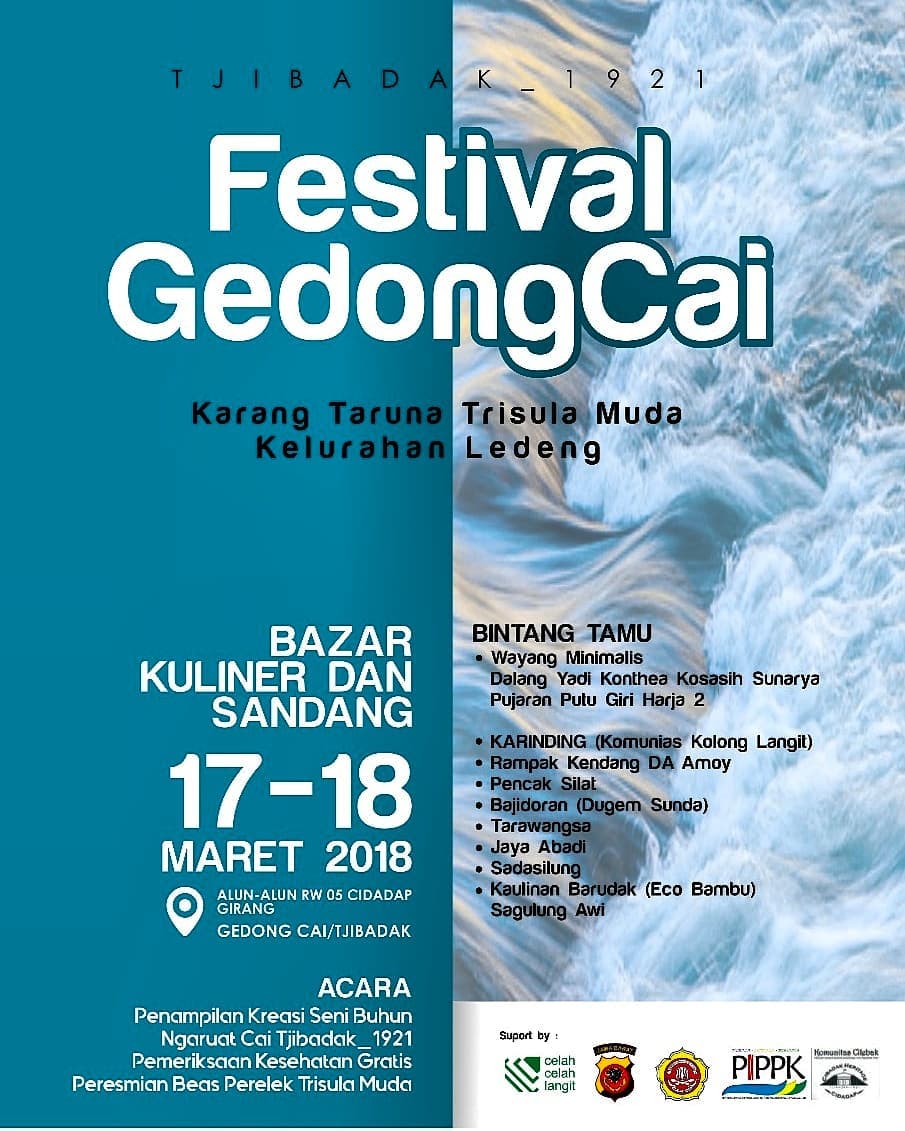 TJIBADAK_1921
Festival
GedongCai
Karang Taruna Trisula Muda
Kelurahan Ledeng
BAZAR
KULINER DAN
SANDANG
17-18
MARET 2018
ALUN-ALUN RW 05 CIDADAP
GIRANG
GEDONG CAI/TJIBADAK
ACARA
Penampilan Kreasi Seni Buhun
Ngaruat Cai Tjibadak_1921
Pemeriksaan Kesehatan Gratis
Peresmian Beas Perelek Trisula Muda
BINTANG TAMU
• Wayang Minimalis
Dalang Yadi Konthea Kosasih Sunarya
Pujaran Putu Giri Harja 2
• KARINDING (Komunias Kolong Langit)
• Rampak Kendang DA Amoy
• Pencak Silat
• Bajidoran (Dugem Sunda)
• Tarawangsa
• Jaya Abadi
• Sadasilung
• Kaulinan Barudak (Eco Bambu)
Sagulung Awi
Suport by :
celah
celah
langit
JAWA BARAT
PIPPK
Komunitas Cibadak
CIDADAP